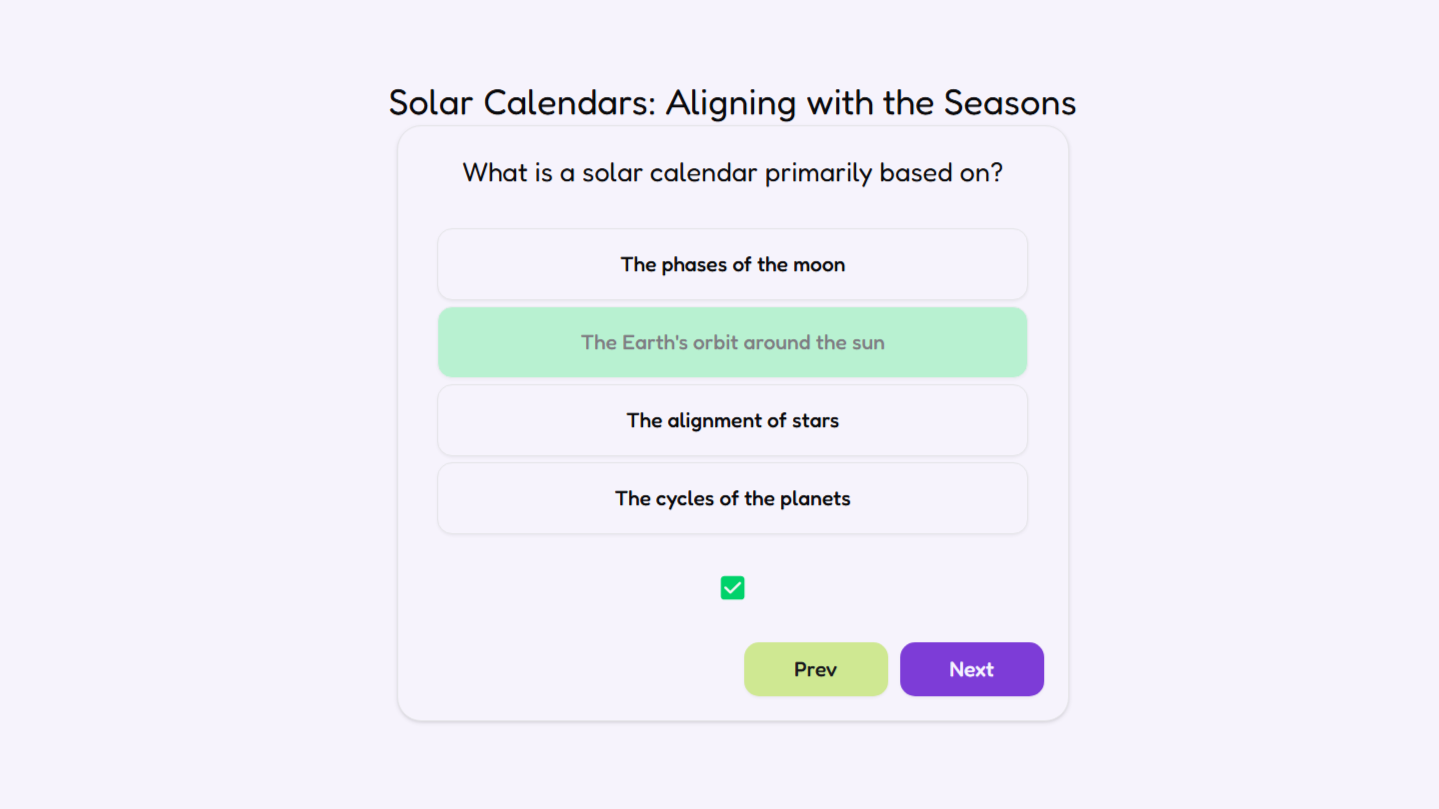 Solar Calendars: Aligning with the Seasons
What is a solar calendar primarily based on?
The phases of the moon
The Earth's orbit around the sun
The alignment of stars
The cycles of the planets
Prev
Next